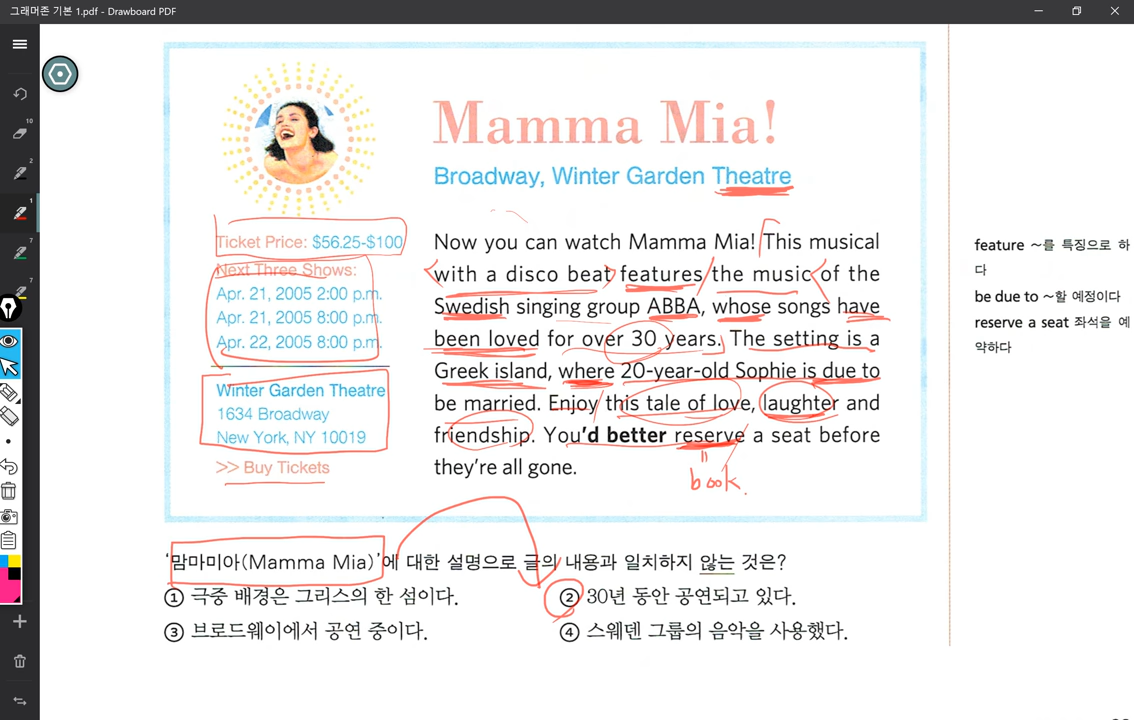 그래머존 기본 1.pdf - Drawboard PDF
Mamma Mia!
Broadway, Winter Garden Theatre
Ticket Price: $56.25-$100
Next Three Shows:
Apr. 21, 2005 2:00 p.m.
Apr. 21, 2005 8:00 p.m.
Apr. 22, 2005 8:00 p.m.
Winter Garden Theatre
1634 Broadway
New York, NY 10019
>> Buy Tickets
Now you can watch Mamma Mia! This musical
with a disco beat features the music of the
Swedish singing group ABBA, whose songs have
been loved for over 30 years. The setting is a
Greek island, where 20-year-old Sophie is due to
be married. Enjoy this tale of love, laughter and
friendship. You'd better reserve a seat before
they're all gone.
book.
feature ~를 특징으로 하
다
be due to ~할 예정이다
reserve a seat 좌석을 예
약하다
'맘마미아(Mamma Mia)'에 대한 설명으로 글의 내용과 일치하지 않는 것은?
① 극중 배경은 그리스의 한 섬이다.
② 30년 동안 공연되고 있다.
③ 브로드웨이에서 공연 중이다.
④ 스웨덴 그룹의 음악을 사용했다.
10
2
1
7
7